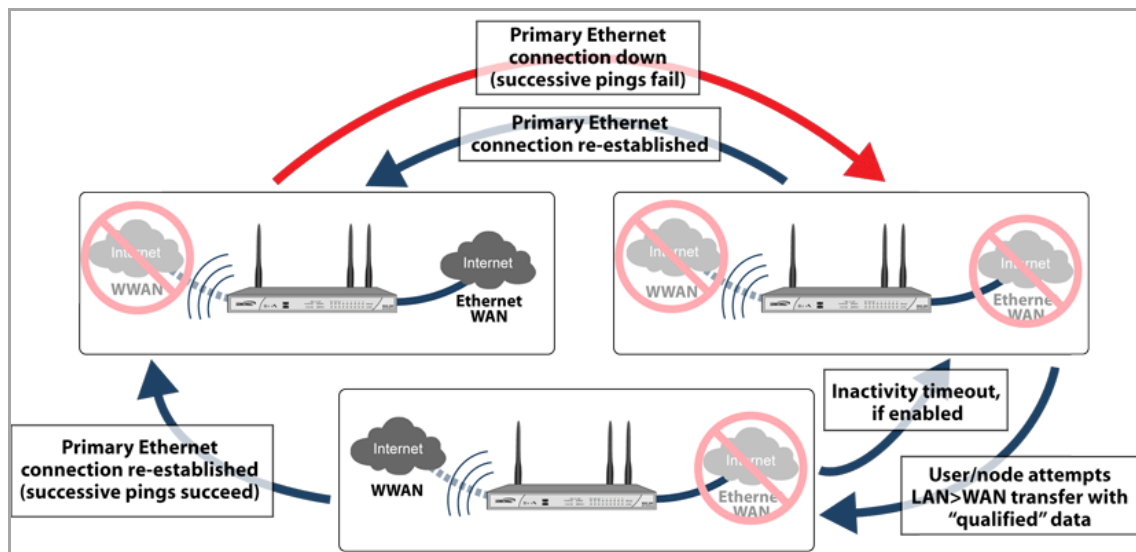 Primary Ethernet
connection down
(successive pings fail)
Primary Ethernet
connection re-established
Internet
WWAN
Internet
Ethernet
WAN
Internet
WWAN
Internet
Ethernet
WAN
Inactivity timeout,
if enabled
Internet
WWAN
Internet
Ethernet
WAN
Primary Ethernet
connection re-established
(successive pings succeed)
User/node attempts
LAN>WAN transfer with
“qualified” data